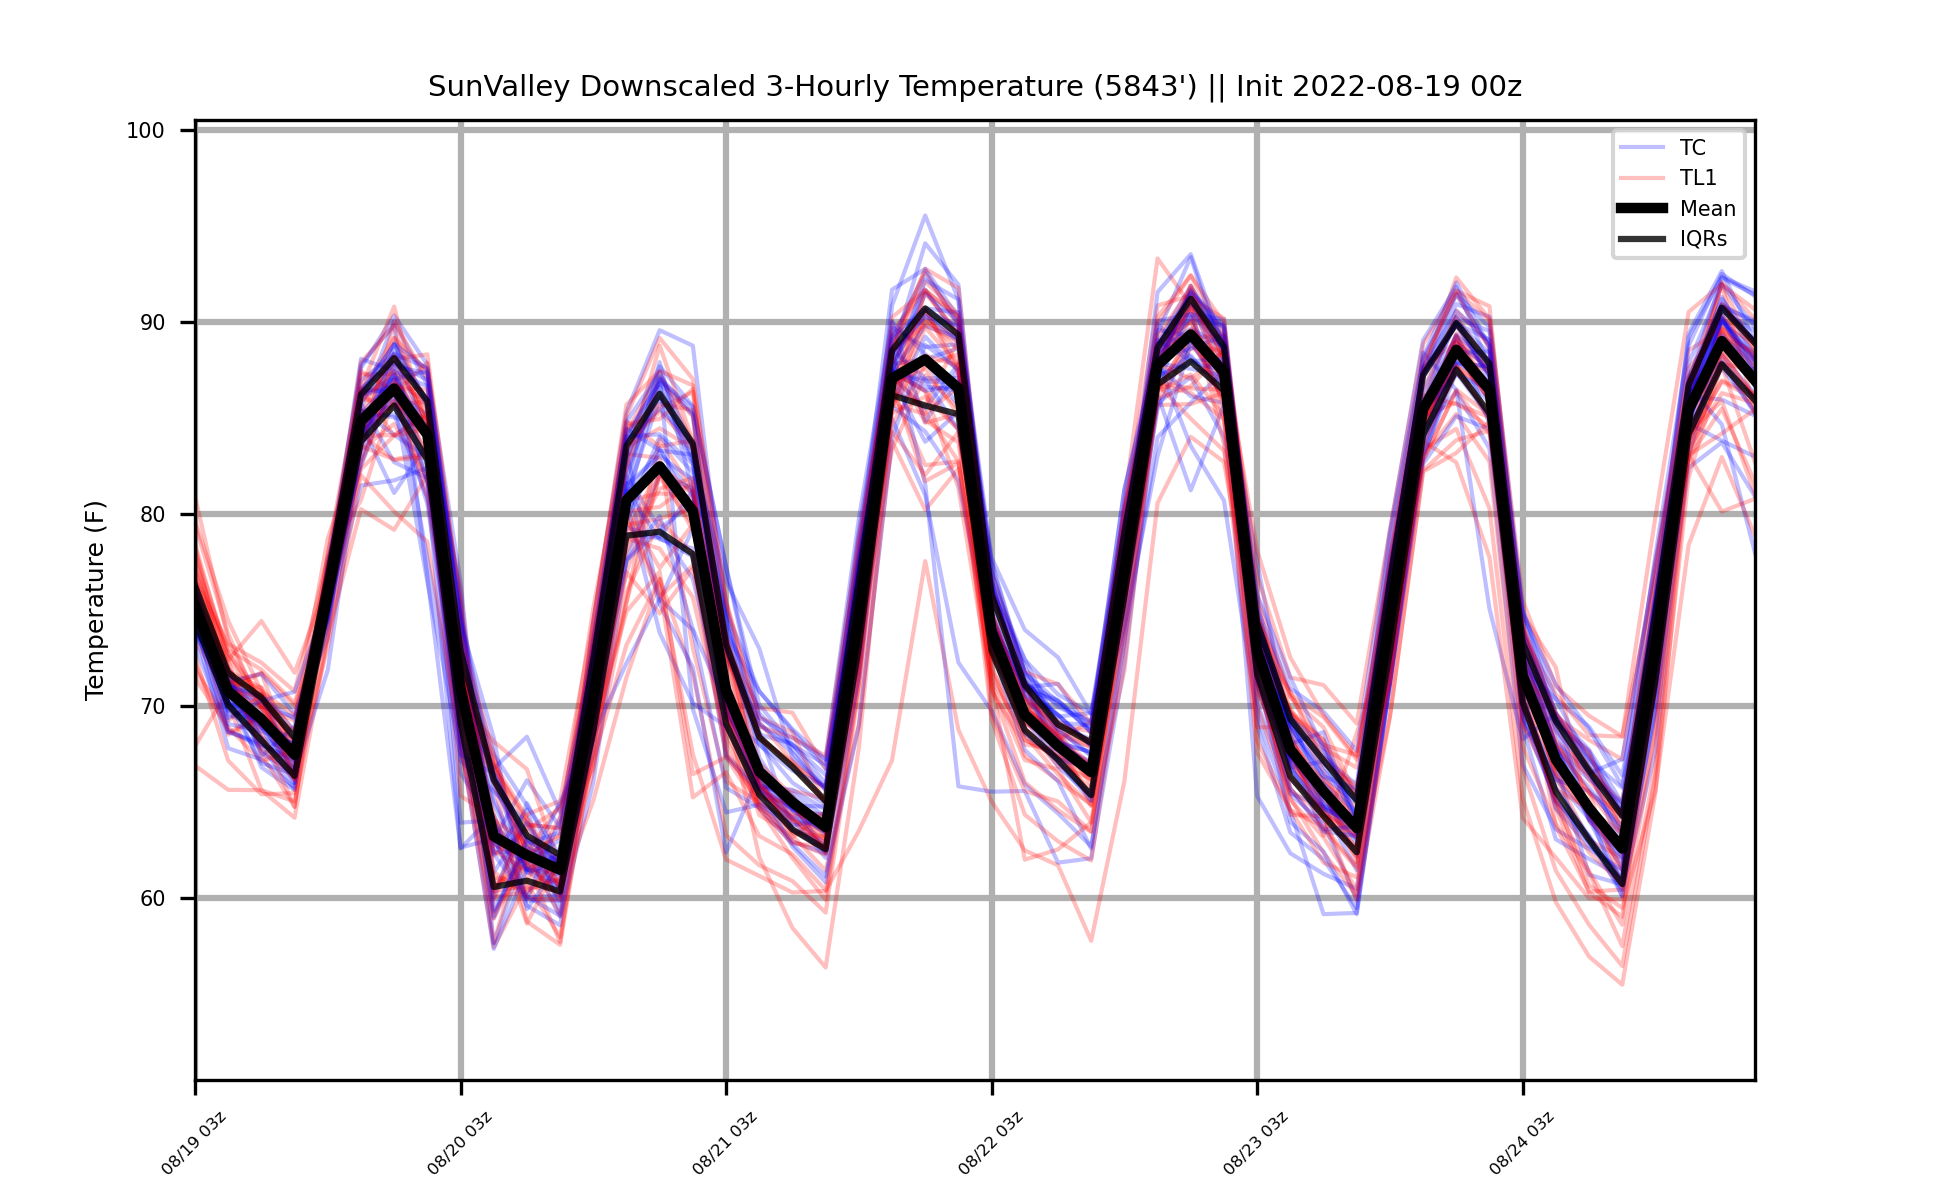 SunValley Downscaled 3-Hourly Temperature (5843') || Init 2022-08-19 00z
TC
TL1
Mean
IQRs
Temperature (F)
100
90
80
70
60
08/19 03z
08/20 03z
08/21 03z
08/22 03z
08/23 03z
08/24 03z